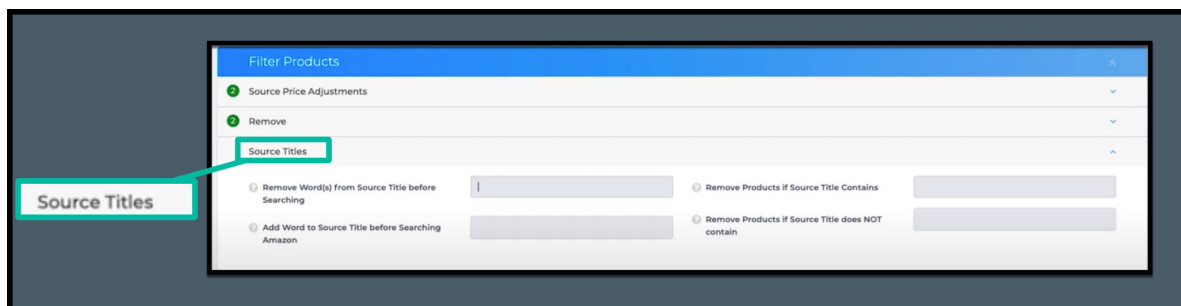 Filter Products
2 Source Price Adjustments
2 Remove
Source Titles
Source Titles
? Remove Word(s) from Source Title before
Searching
? Remove Products if Source Title Contains
? Add Word to Source Title before Searching
Amazon
? Remove Products if Source Title does NOT
contain